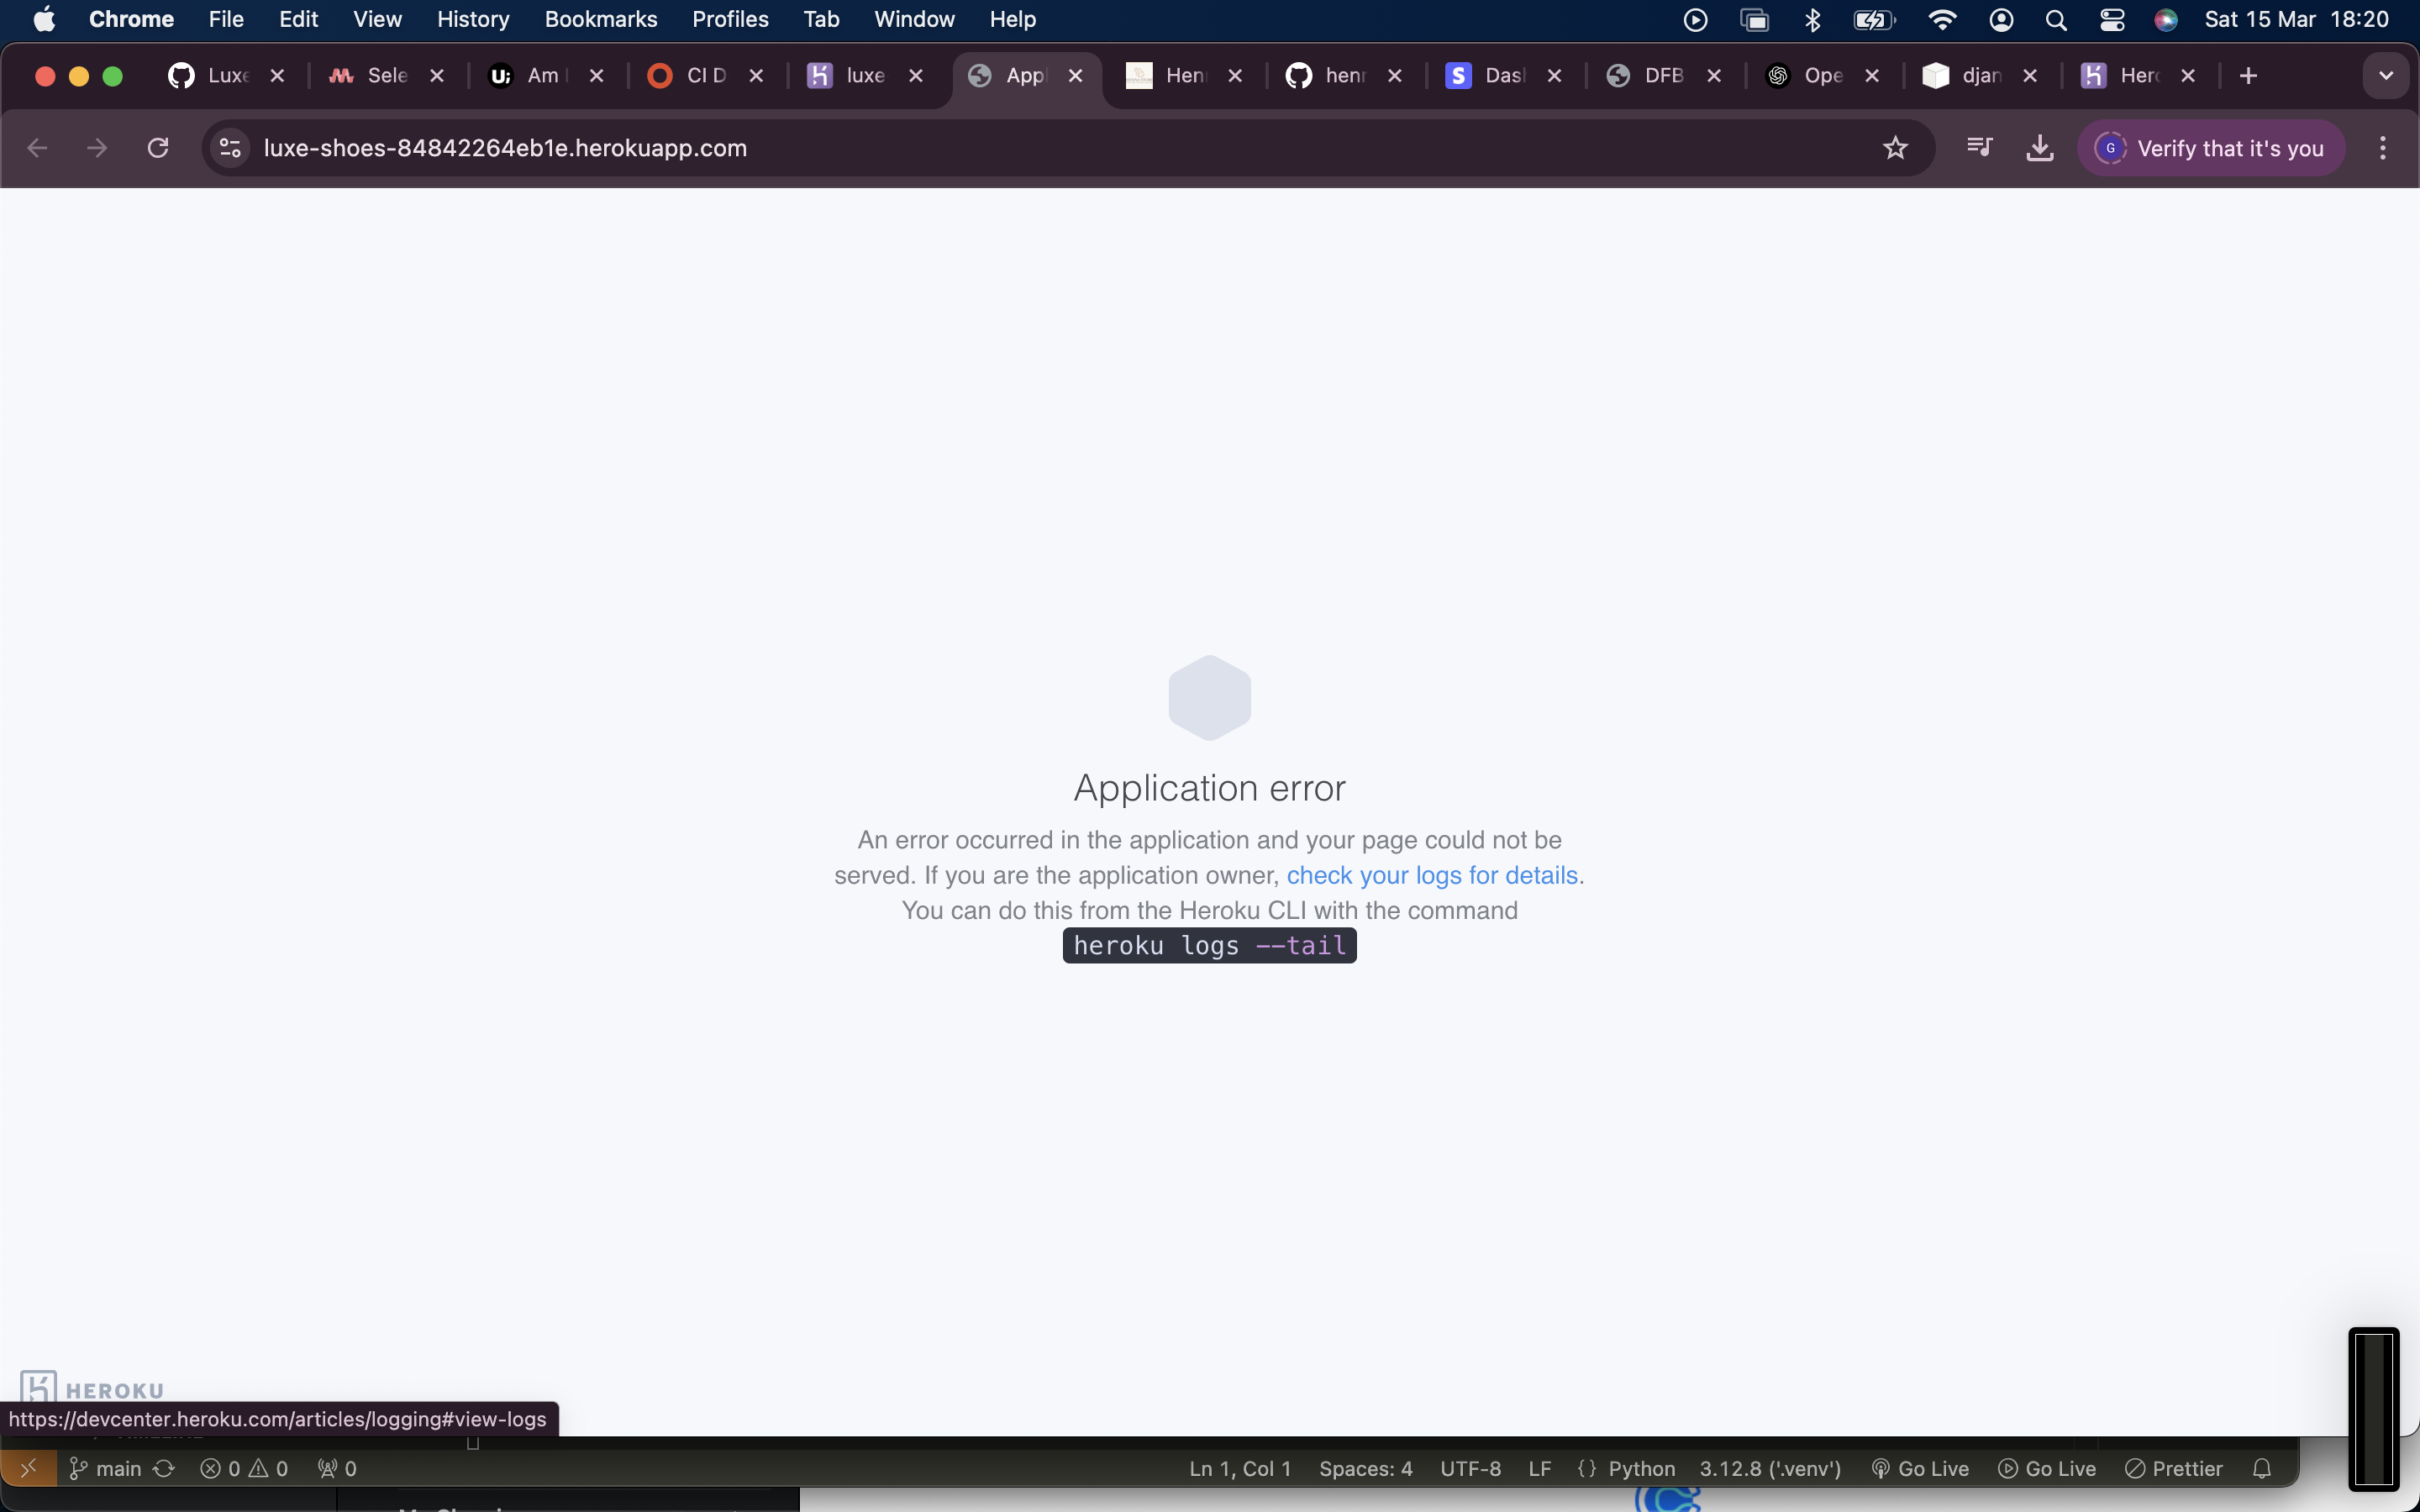 Chrome File Edit View History Bookmarks Profiles Tab Window Help Sat 15 Mar 18:20
Luxe Sele Am CI D luxe App Hen henr Das DFB Ope djan Hero
luxe-shoes-84842264eb1e.herokuapp.com Verify that it's you
Application error
An error occurred in the application and your page could not be
served. If you are the application owner, check your logs for details.
You can do this from the Heroku CLI with the command
heroku logs --tail
HEROKU
https://devcenter.heroku.com/articles/logging#view-logs
main 0 0 0 Ln 1, Col 1 Spaces: 4 UTF-8 LF {} Python 3.12.8 ('.venv') Go Live Go Live Prettier